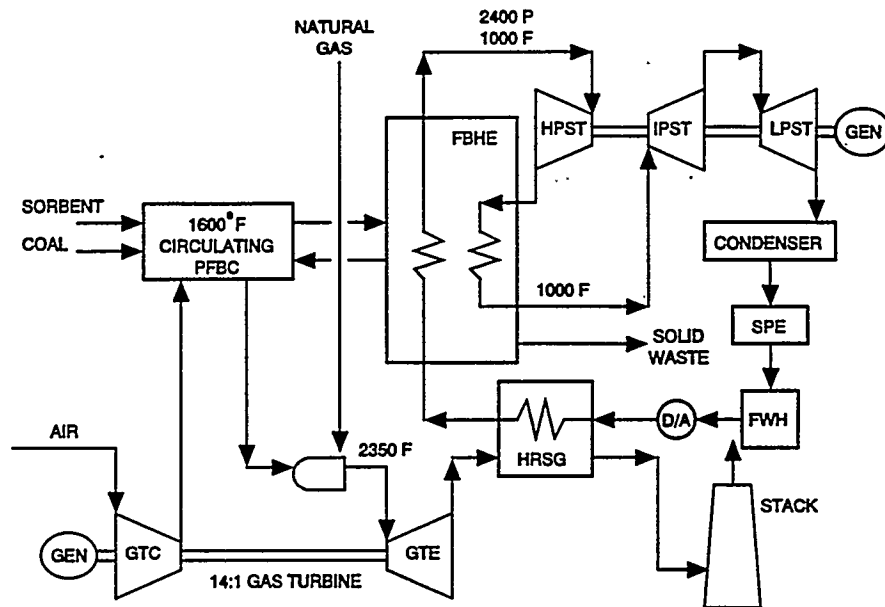 2400 P
1000 F
NATURAL
GAS
HPST
IPST
LPST
GEN
FBHE
SORBENT
COAL
1600° F
CIRCULATING
PFBC
CONDENSER
1000 F
SPE
SOLID
WASTE
D/A
FWH
AIR
2350 F
HRSG
STACK
GEN
GTC
GTE
14:1 GAS TURBINE